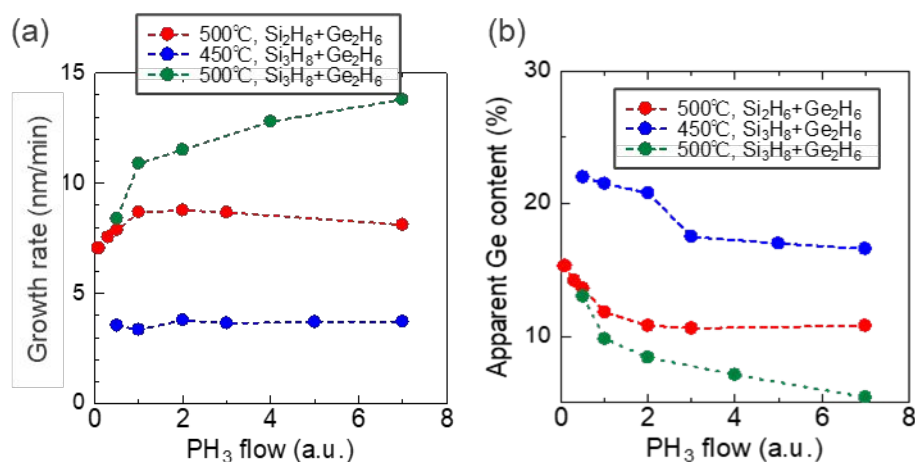 (a)
500℃, Si₂H₆+Ge₂H₆
450℃, Si₃H₈+Ge₂H₆
500℃, Si₃H₈+Ge₂H₆
15
10
5
0
Growth rate (nm/min)
0 2 4 6 8
PH₃ flow (a.u.)
(b)
500℃, Si₂H₆+Ge₂H₆
450℃, Si₃H₈+Ge₂H₆
500℃, Si₃H₈+Ge₂H₆
30
20
10
Apparent Ge content (%)
0 2 4 6 8
PH₃ flow (a.u.)